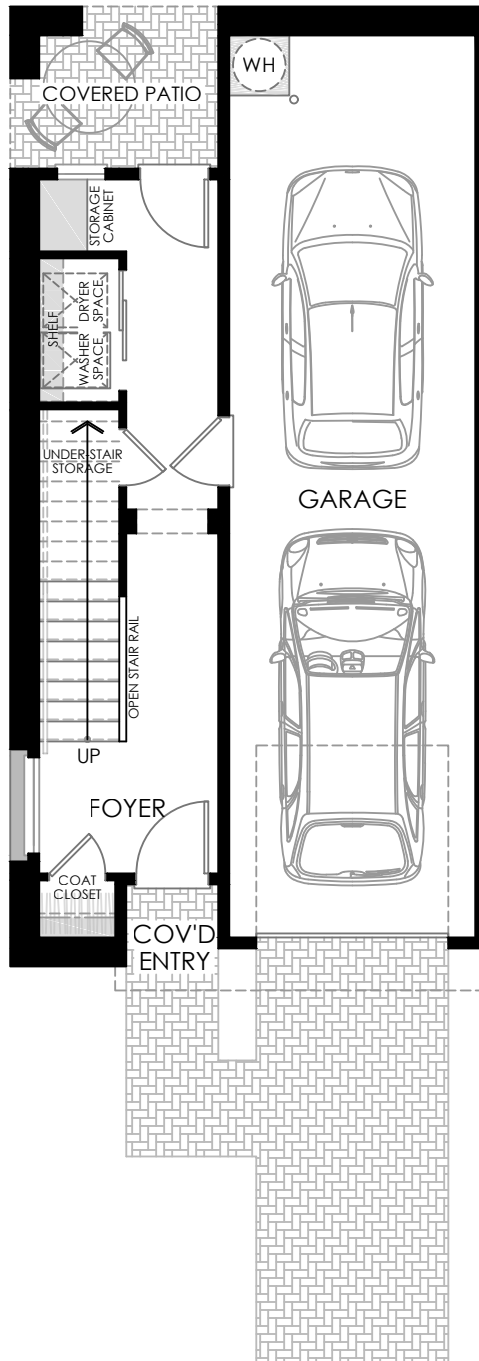 WH
COVERED PATIO
STORAGE
CABINET
SHELF
DRYER
SPACE
WASHER
SPACE
UNDER-STAIR
STORAGE
GARAGE
OPEN STAIR RAIL
UP
FOYER
COAT
CLOSET
COV'D
ENTRY